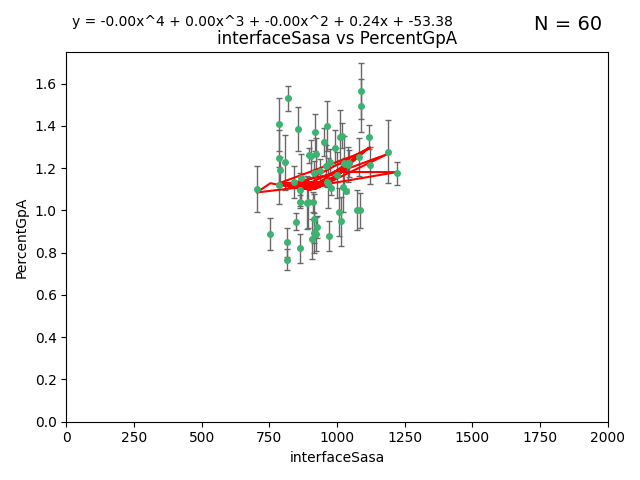 y = -0.00x^4 + 0.00x^3 + -0.00x^2 + 0.24x + -53.38
N = 60
interfaceSasa vs PercentGpA
1.6
1.4
1.2
1.0
0.8
0.6
0.4
0.2
0.0
PercentGpA
0 250 500 750 1000 1250 1500 1750 2000
interfaceSasa